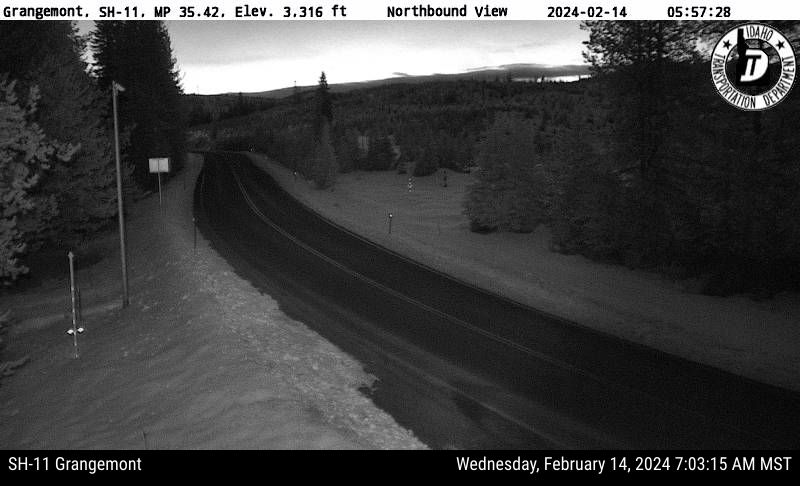 Grangemont, SH-11, MP 35.42, Elev. 3,316 ft Northbound View 2024-02-14 05:57:28
IDAHO
TRANSPORTATION DEPARTMENT
SH-11 Grangemont Wednesday, February 14, 2024 7:03:15 AM MST